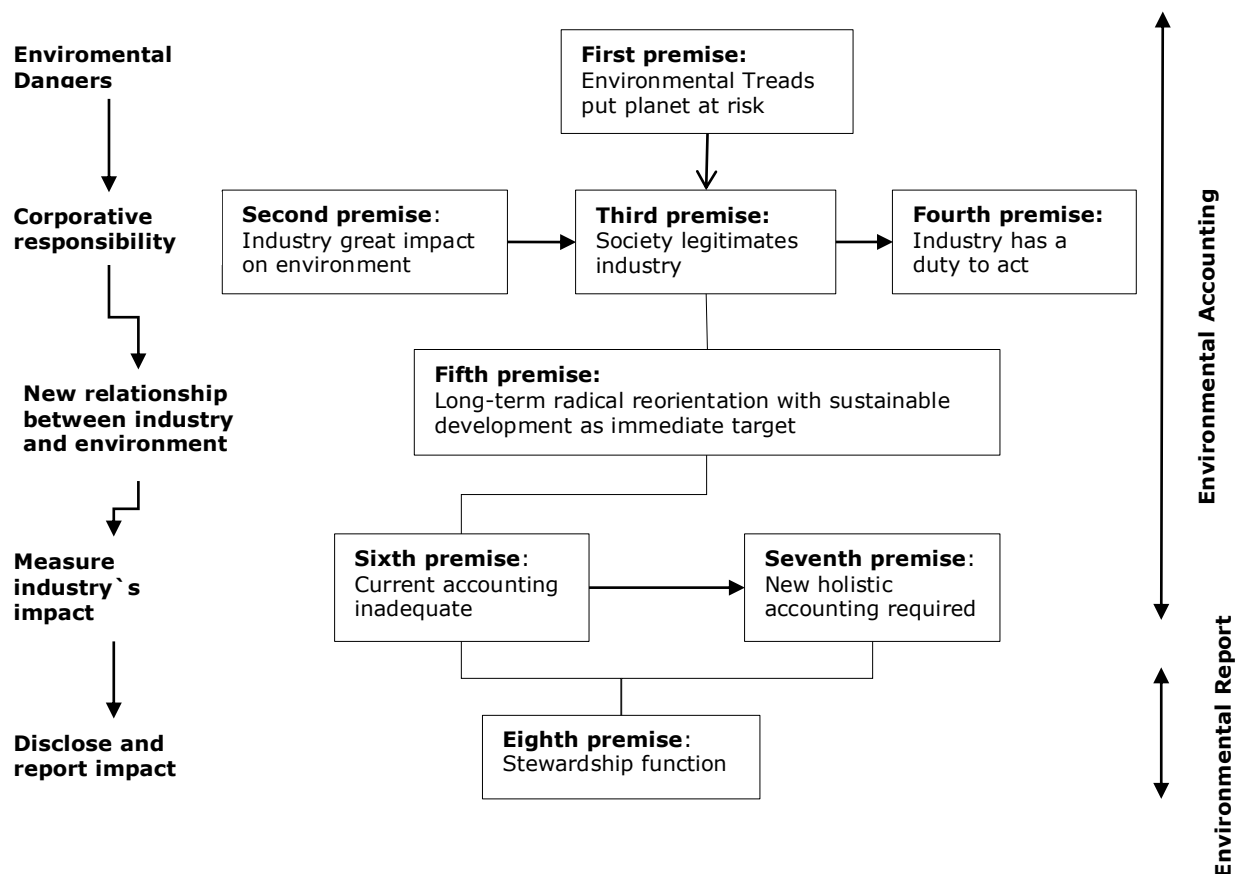 Enviromental
Dangers
First premise:
Environmental Treads
put planet at risk
Corporative
responsibility
Second premise:
Industry great impact
on environment
Third premise:
Society legitimates
industry
Fourth premise:
Industry has a
duty to act
New relationship
between industry
and environment
Fifth premise:
Long-term radical reorientation with sustainable
development as immediate target
Measure
industry`s
impact
Sixth premise:
Current accounting
inadequate
Seventh premise:
New holistic
accounting required
Disclose and
report impact
Eighth premise:
Stewardship function
Environmental Accounting
Environmental Report